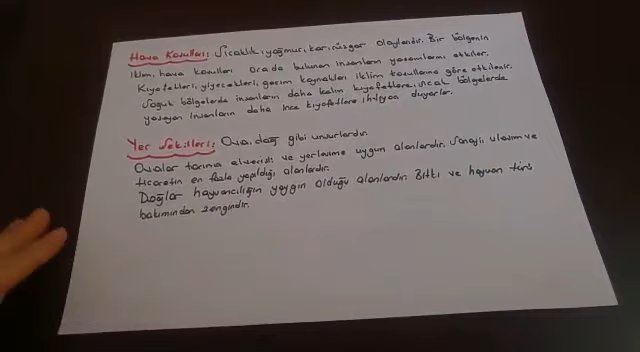 Hava Koşulları: Sıcaklık, yağmur, kar, rüzgar olaylarıdır. Bir bölgenin
iklim, hava koşulları orada bulunan insanların yaşamlarını etkiler.
Kıyafetleri, yiyecekleri, geçim kaynakları iklim koşullarına göre etkilenir.
Soğuk bölgelerde insanların daha kalın kıyafetlere, sıcak bölgelerde
yaşayan insanların daha ince kıyafetlere ihtiyaç duyarlar.
Yer Şekilleri: Ova, dağ gibi unsurlardır.
Ovalar tarıma elverişli ve yerleşime uygun alanlardır. Sanayi, ulaşım ve
ticaretin en fazla yapıldığı alanlardır.
Dağlar hayvancılığın yaygın olduğu alanlardır. Bitki ve hayvan türü
bakımından zengindir.